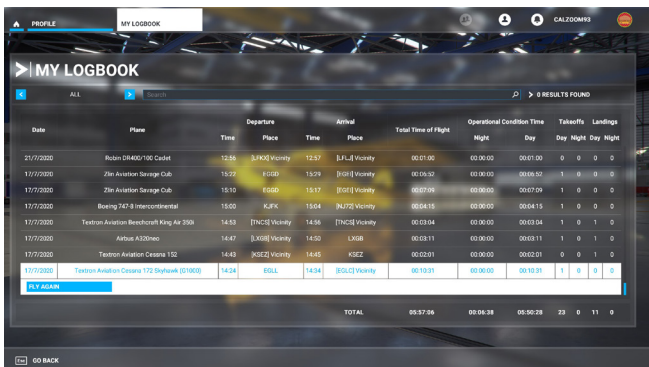 PROFILE
MY LOGBOOK
CALZOOM93
MY LOGBOOK
ALL
Search
0 RESULTS FOUND
Departure Arrival Operational Condition Time Takeoffs Landings
Date Plane Total Time of Flight
Time Place Time Place Night Day Day Night Day Night
21/7/2020 Robin DR400/100 Cadet 12:56 [LFKX] Vicinity 12:57 [LFLJ] Vicinity 00:01:00 00:00:00 00:01:00 0 0 0 0
17/7/2020 Zlin Aviation Savage Cub 15:22 EGGD 15:29 [EGEI] Vicinity 00:06:52 00:00:00 00:06:52 1 0 0 0
17/7/2020 Zlin Aviation Savage Cub 15:10 EGGD 15:17 [EGEI] Vicinity 00:07:09 00:00:00 00:07:09 1 0 0 0
17/7/2020 Boeing 747-8 Intercontinental 15:00 KJFK 15:04 [NJ72] Vicinity 00:04:15 00:00:00 00:04:15 1 0 0 0
17/7/2020 Textron Aviation Beechcraft King Air 350i 14:53 [TNCS] Vicinity 14:56 [TNCS] Vicinity 00:03:04 00:00:00 00:03:04 1 0 1 0
17/7/2020 Airbus A320neo 14:47 [LXGB] Vicinity 14:50 LXGB 00:03:11 00:00:00 00:03:11 1 0 1 0
17/7/2020 Textron Aviation Cessna 152 14:43 [KSEZ] Vicinity 14:45 KSEZ 00:02:01 00:00:00 00:02:01 0 0 1 0
17/7/2020 Textron Aviation Cessna 172 Skyhawk (G1000) 14:24 EGLL 14:34 [EGLC] Vicinity 00:10:31 00:00:00 00:10:31 1 0 0 0
FLY AGAIN
TOTAL 05:57:06 00:06:38 05:50:28 23 0 11 0
Esc GO BACK